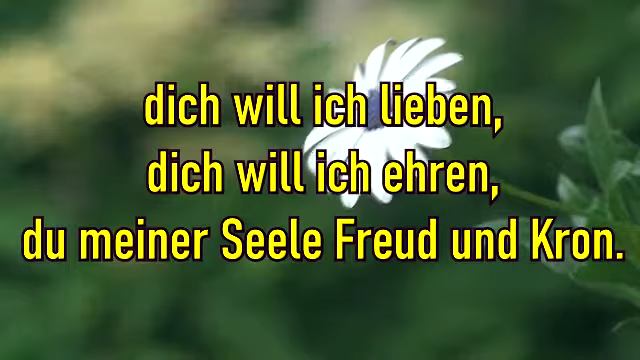 dich will ich lieben,
dich will ich ehren,
du meiner Seele Freud und Kron.